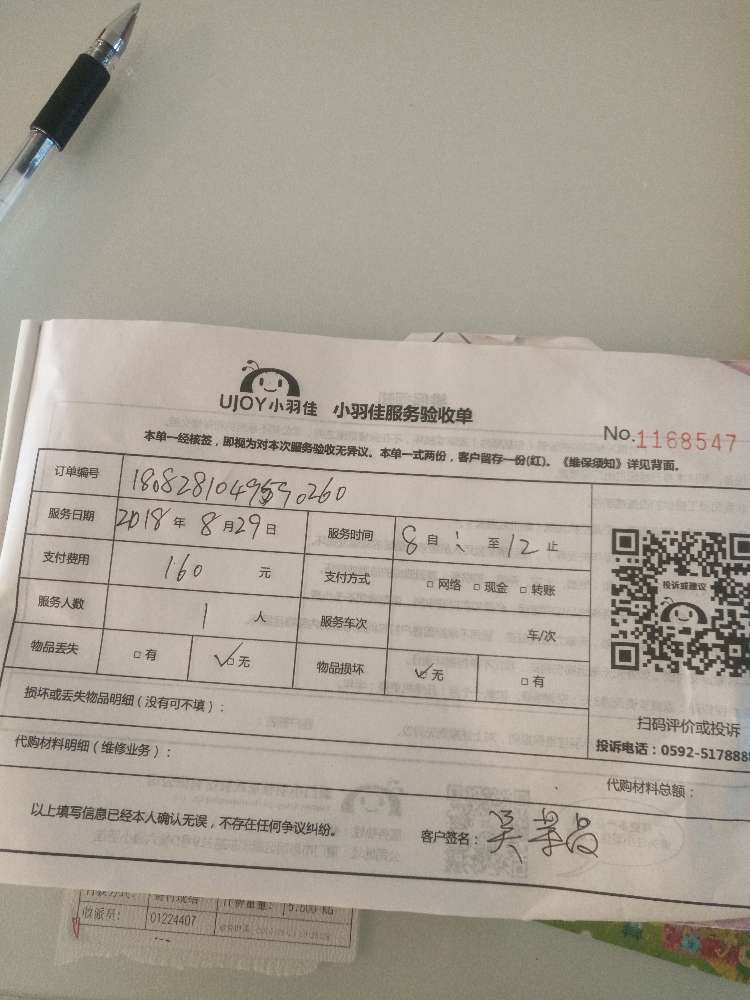 UJOY小羽佳 小羽佳服务验收单
No.1168547
本单一经核签，即视为对本次服务验收无异议。本单一式两份，客户留存一份(红)。《维保须知》详见背面。
订单编号 18082810495590260
服务日期 2018 年 8 月 29 日 服务时间 8 自 : 至 12 止
支付费用 160 元 支付方式 □ 网络 □ 现金 □ 转账
服务人数 1 人 服务车次 车/次
投诉或建议
物品丢失 □ 有 ✓□ 无 物品损坏 ✓ 无 □ 有
损坏或丢失物品明细（没有可不填）：
扫码评价或投诉
投诉电话：0592-5178888
代购材料明细（维修业务）：
代购材料总额：
以上填写信息已经本人确认无误，不存在任何争议纠纷。 客户签名：
5.600 KG
收派员： 01224407